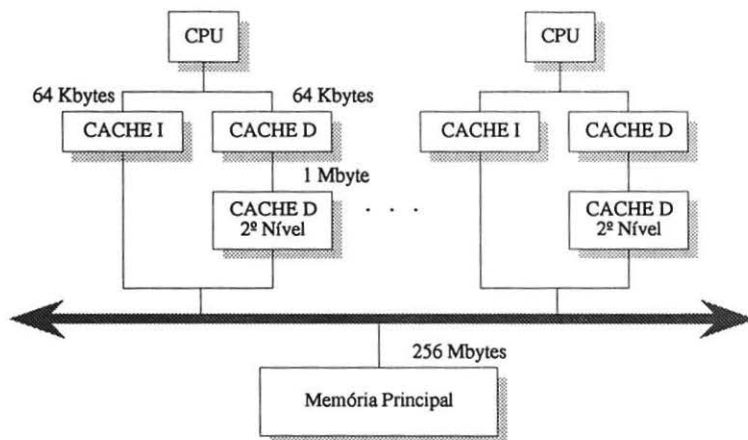 CPU
CPU
64 Kbytes
64 Kbytes
CACHE I
CACHE D
CACHE I
CACHE D
1 Mbyte
CACHE D
2º Nível
. . .
CACHE D
2º Nível
256 Mbytes
Memória Principal